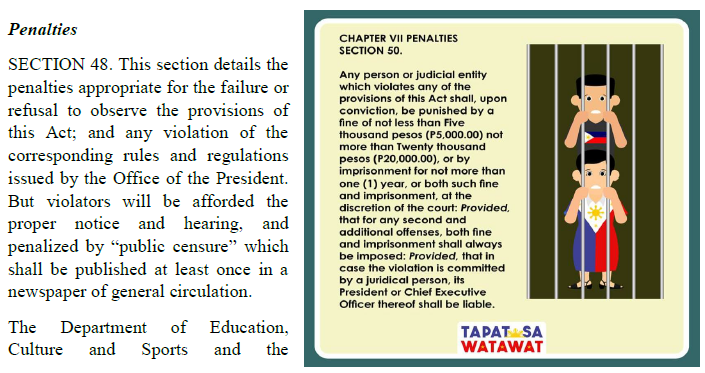 Penalties
SECTION 48. This section details the
penalties appropriate for the failure or
refusal to observe the provisions of
this Act; and any violation of the
corresponding rules and regulations
issued by the Office of the President.
But violators will be afforded the
proper notice and hearing, and
penalized by “public censure” which
shall be published at least once in a
newspaper of general circulation.
The Department of Education,
Culture and Sports and the
CHAPTER VII PENALTIES
SECTION 50.
Any person or judicial entity
which violates any of the
provisions of this Act shall, upon
conviction, be punished by a
fine of not less than Five
thousand pesos (P5,000.00) not
more than Twenty thousand
pesos (P20,000.00), or by
imprisonment for not more than
one (1) year, or both such fine
and imprisonment, at the
discretion of the court: Provided,
that for any second and
additional offenses, both fine
and imprisonment shall always
be imposed: Provided, that in
case the violation is committed
by a juridical person, its
President or Chief Executive
Officer thereof shall be liable.
TAPAT SA
WATAWAT